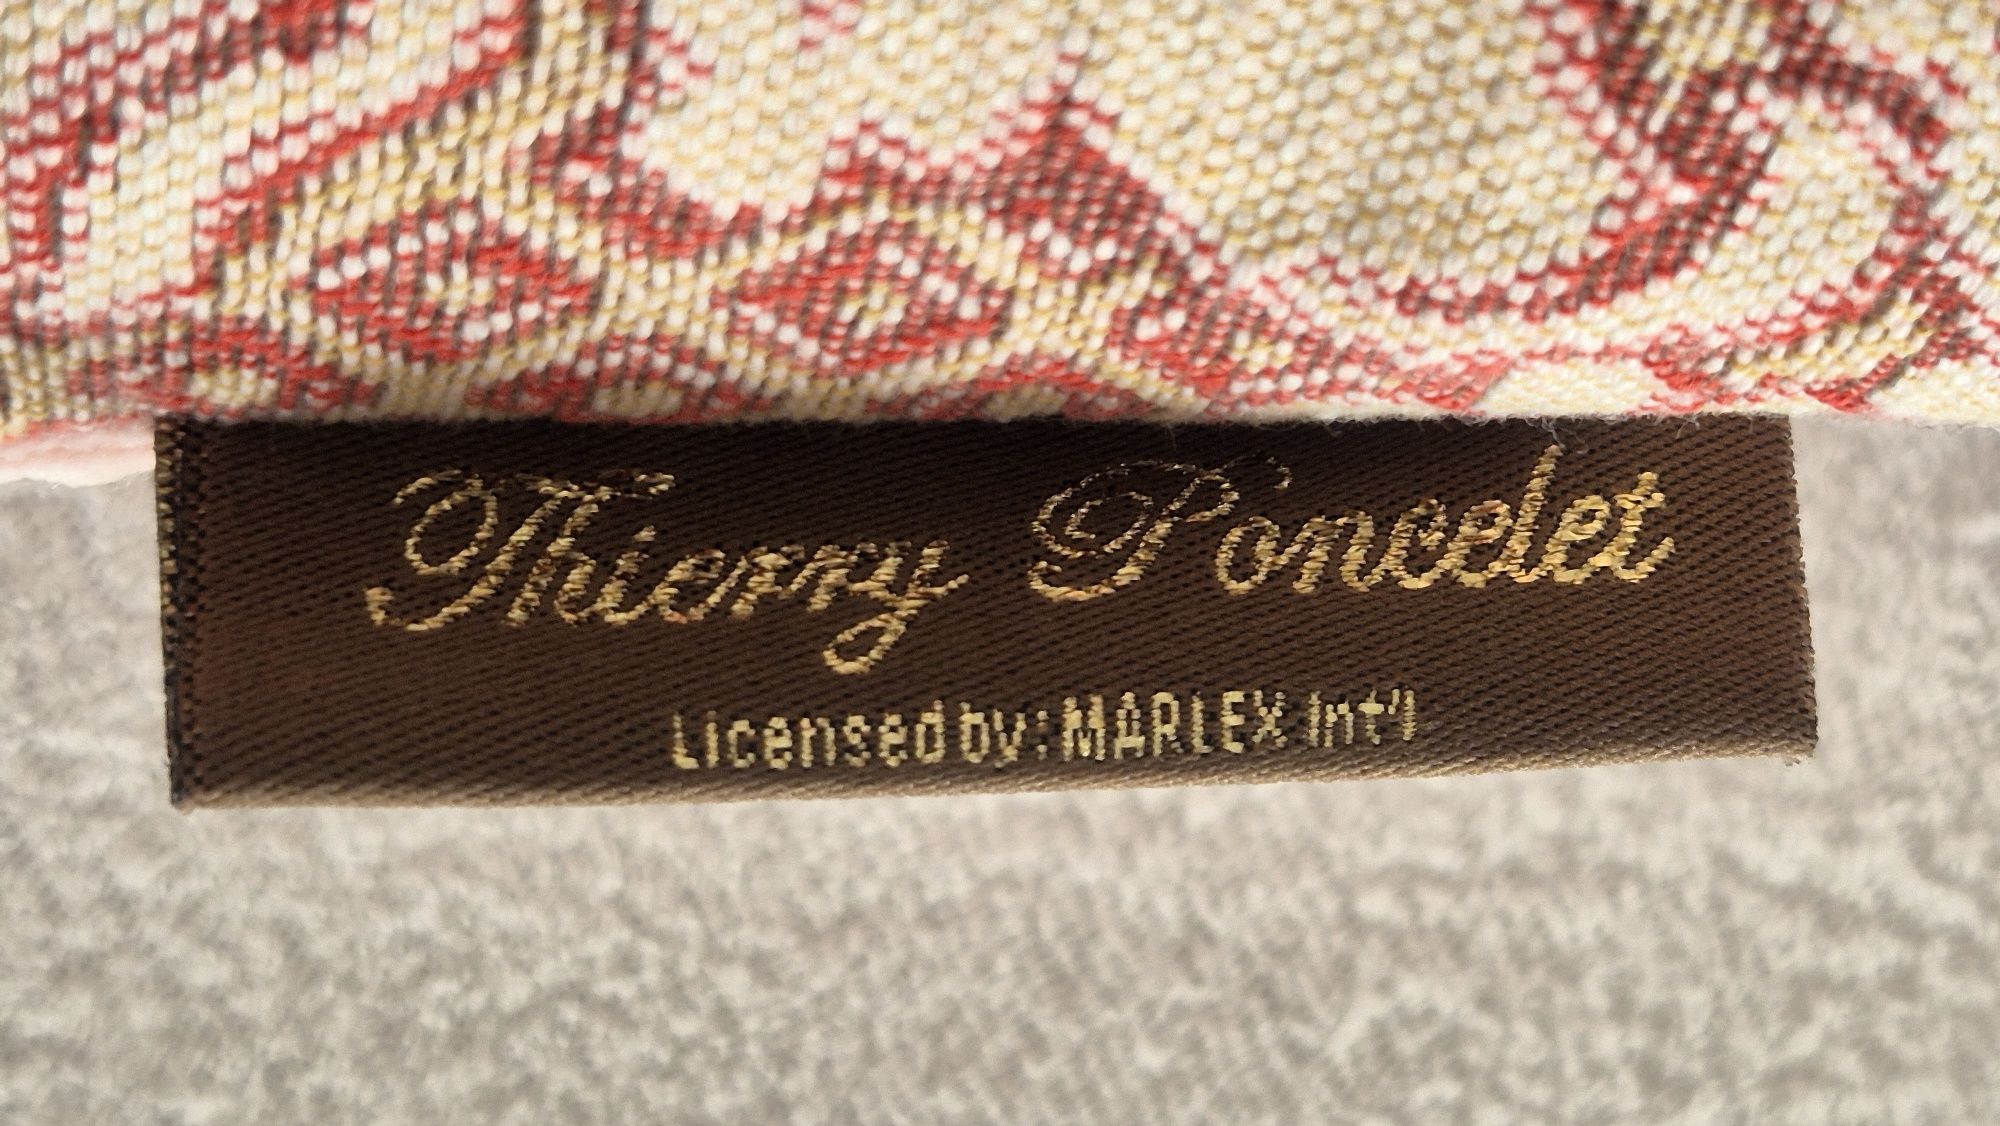 Thierry Poncelet
Licensed by: MARLEX Int'l